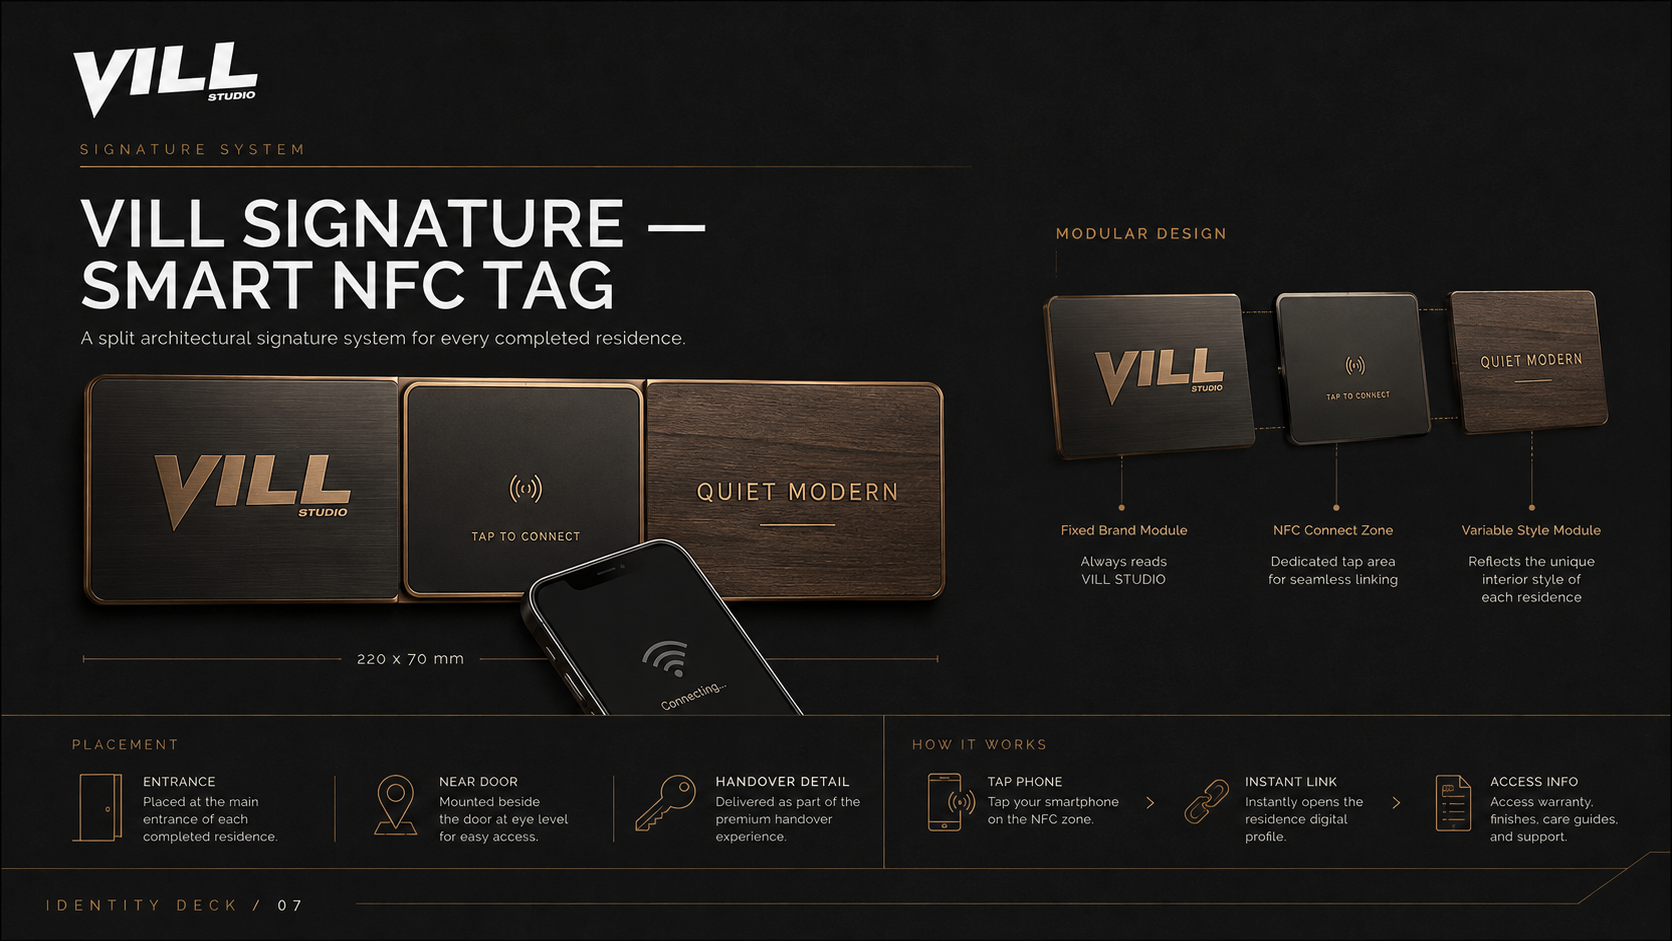 VILL
STUDIO
SIGNATURE SYSTEM
VILL SIGNATURE —
SMART NFC TAG
A split architectural signature system for every completed residence.
VILL
STUDIO
TAP TO CONNECT
QUIET MODERN
Connecting...
220 x 70 mm
MODULAR DESIGN
VILL
STUDIO
TAP TO CONNECT
QUIET MODERN
Fixed Brand Module
Always reads
VILL STUDIO
NFC Connect Zone
Dedicated tap area
for seamless linking
Variable Style Module
Reflects the unique
interior style of
each residence
PLACEMENT
ENTRANCE
Placed at the main
entrance of each
completed residence.
NEAR DOOR
Mounted beside
the door at eye level
for easy access.
HANDOVER DETAIL
Delivered as part of the
premium handover
experience.
HOW IT WORKS
TAP PHONE
Tap your smartphone
on the NFC zone.
INSTANT LINK
Instantly opens the
residence digital
profile.
ACCESS INFO
Access warranty,
finishes, care guides,
and support.
IDENTITY DECK / 07